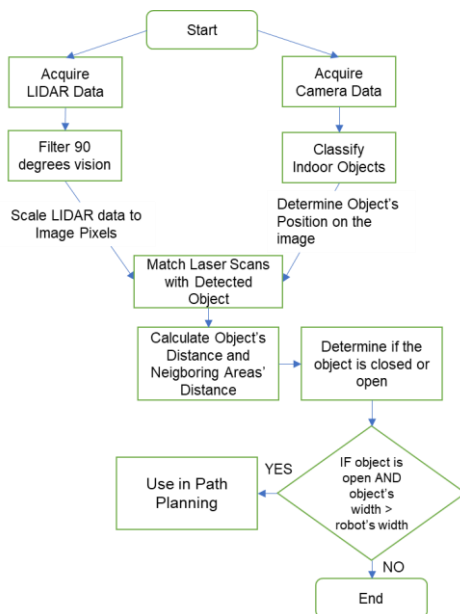 Start
Acquire
LIDAR Data
Acquire
Camera Data
Filter 90
degrees vision
Classify
Indoor Objects
Scale LIDAR data to
Image Pixels
Determine Object's
Position on the
image
Match Laser Scans
with Detected
Object
Calculate Object's
Distance and
Neigboring Areas'
Distance
Determine if the
object is closed or
open
IF object is
open AND
object's
width >
robot's width
YES
Use in Path
Planning
NO
End